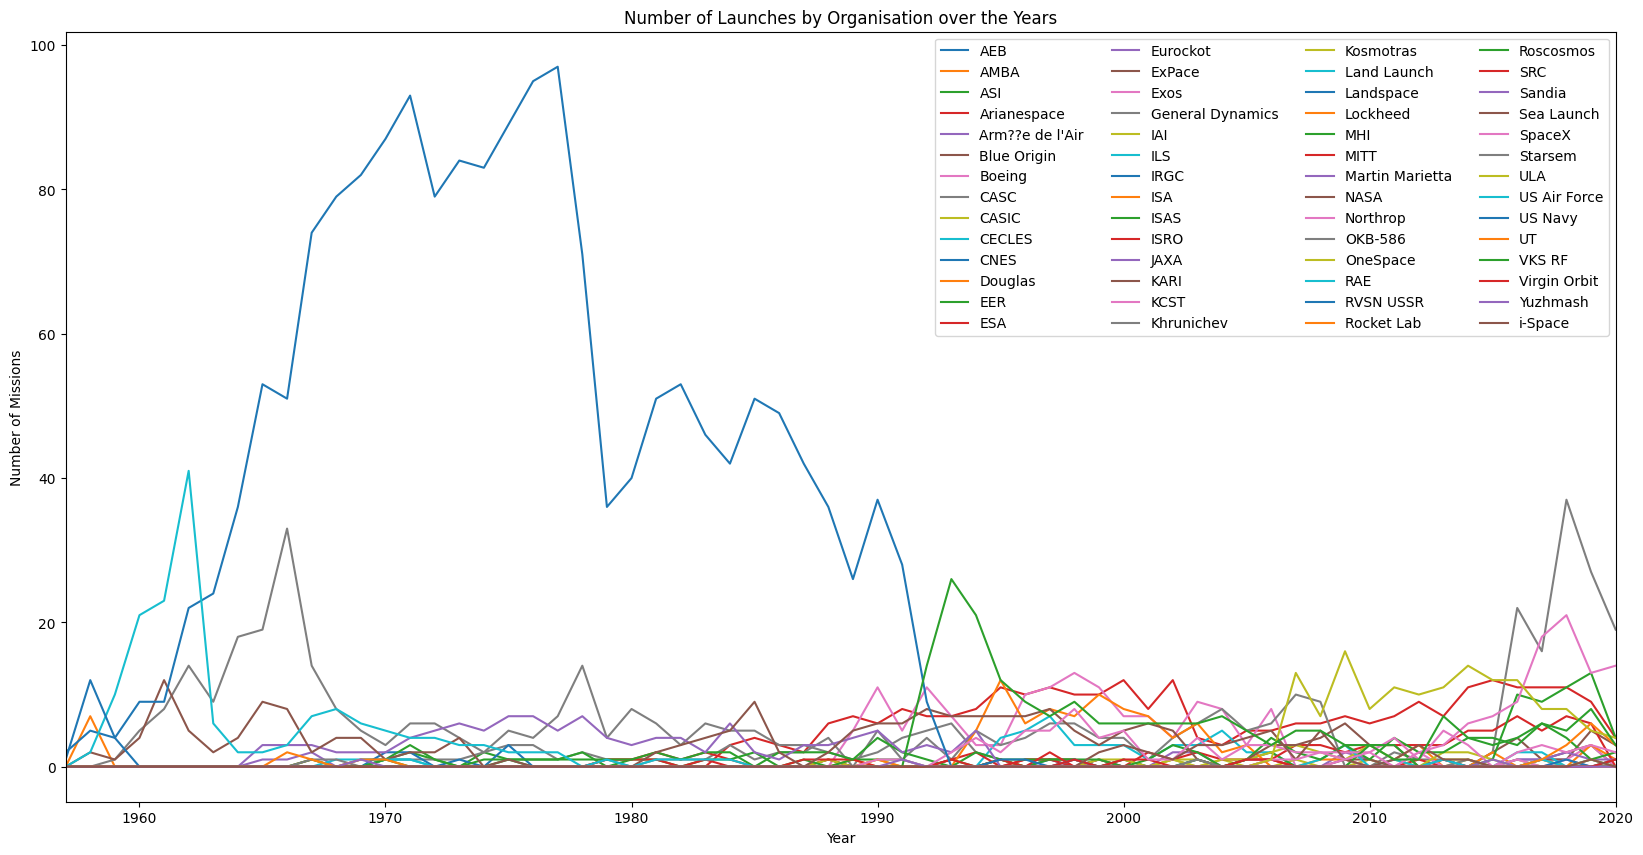 Number of Launches by Organisation over the Years
100
80
60
40
20
0
Number of Missions
1960
1970
1980
1990
2000
2010
2020
Year
AEB
AMBA
ASI
Arianespace
Arm??e de l'Air
Blue Origin
Boeing
CASC
CASIC
CECLES
CNES
Douglas
EER
ESA
Eurockot
ExPace
Exos
General Dynamics
IAI
ILS
IRGC
ISA
ISAS
ISRO
JAXA
KARI
KCST
Khrunichev
Kosmotras
Land Launch
Landspace
Lockheed
MHI
MITT
Martin Marietta
NASA
Northrop
OKB-586
OneSpace
RAE
RVSN USSR
Rocket Lab
Roscosmos
SRC
Sandia
Sea Launch
SpaceX
Starsem
ULA
US Air Force
US Navy
UT
VKS RF
Virgin Orbit
Yuzhmash
i-Space